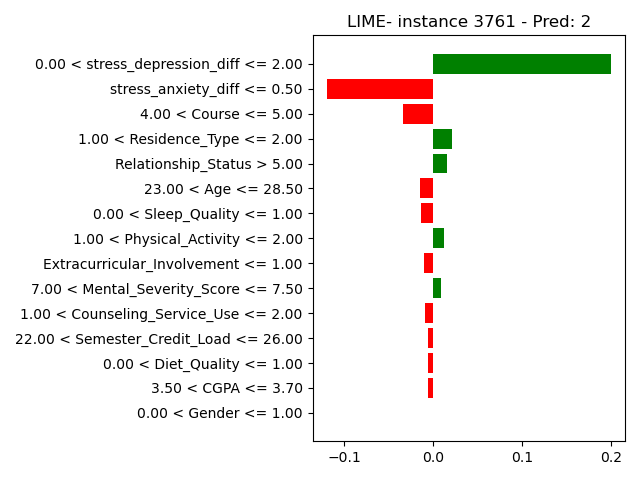 LIME- instance 3761 - Pred: 2
0.00 < stress_depression_diff <= 2.00
stress_anxiety_diff <= 0.50
4.00 < Course <= 5.00
1.00 < Residence_Type <= 2.00
Relationship_Status > 5.00
23.00 < Age <= 28.50
0.00 < Sleep_Quality <= 1.00
1.00 < Physical_Activity <= 2.00
Extracurricular_Involvement <= 1.00
7.00 < Mental_Severity_Score <= 7.50
1.00 < Counseling_Service_Use <= 2.00
22.00 < Semester_Credit_Load <= 26.00
0.00 < Diet_Quality <= 1.00
3.50 < CGPA <= 3.70
0.00 < Gender <= 1.00
−0.1 0.0 0.1 0.2